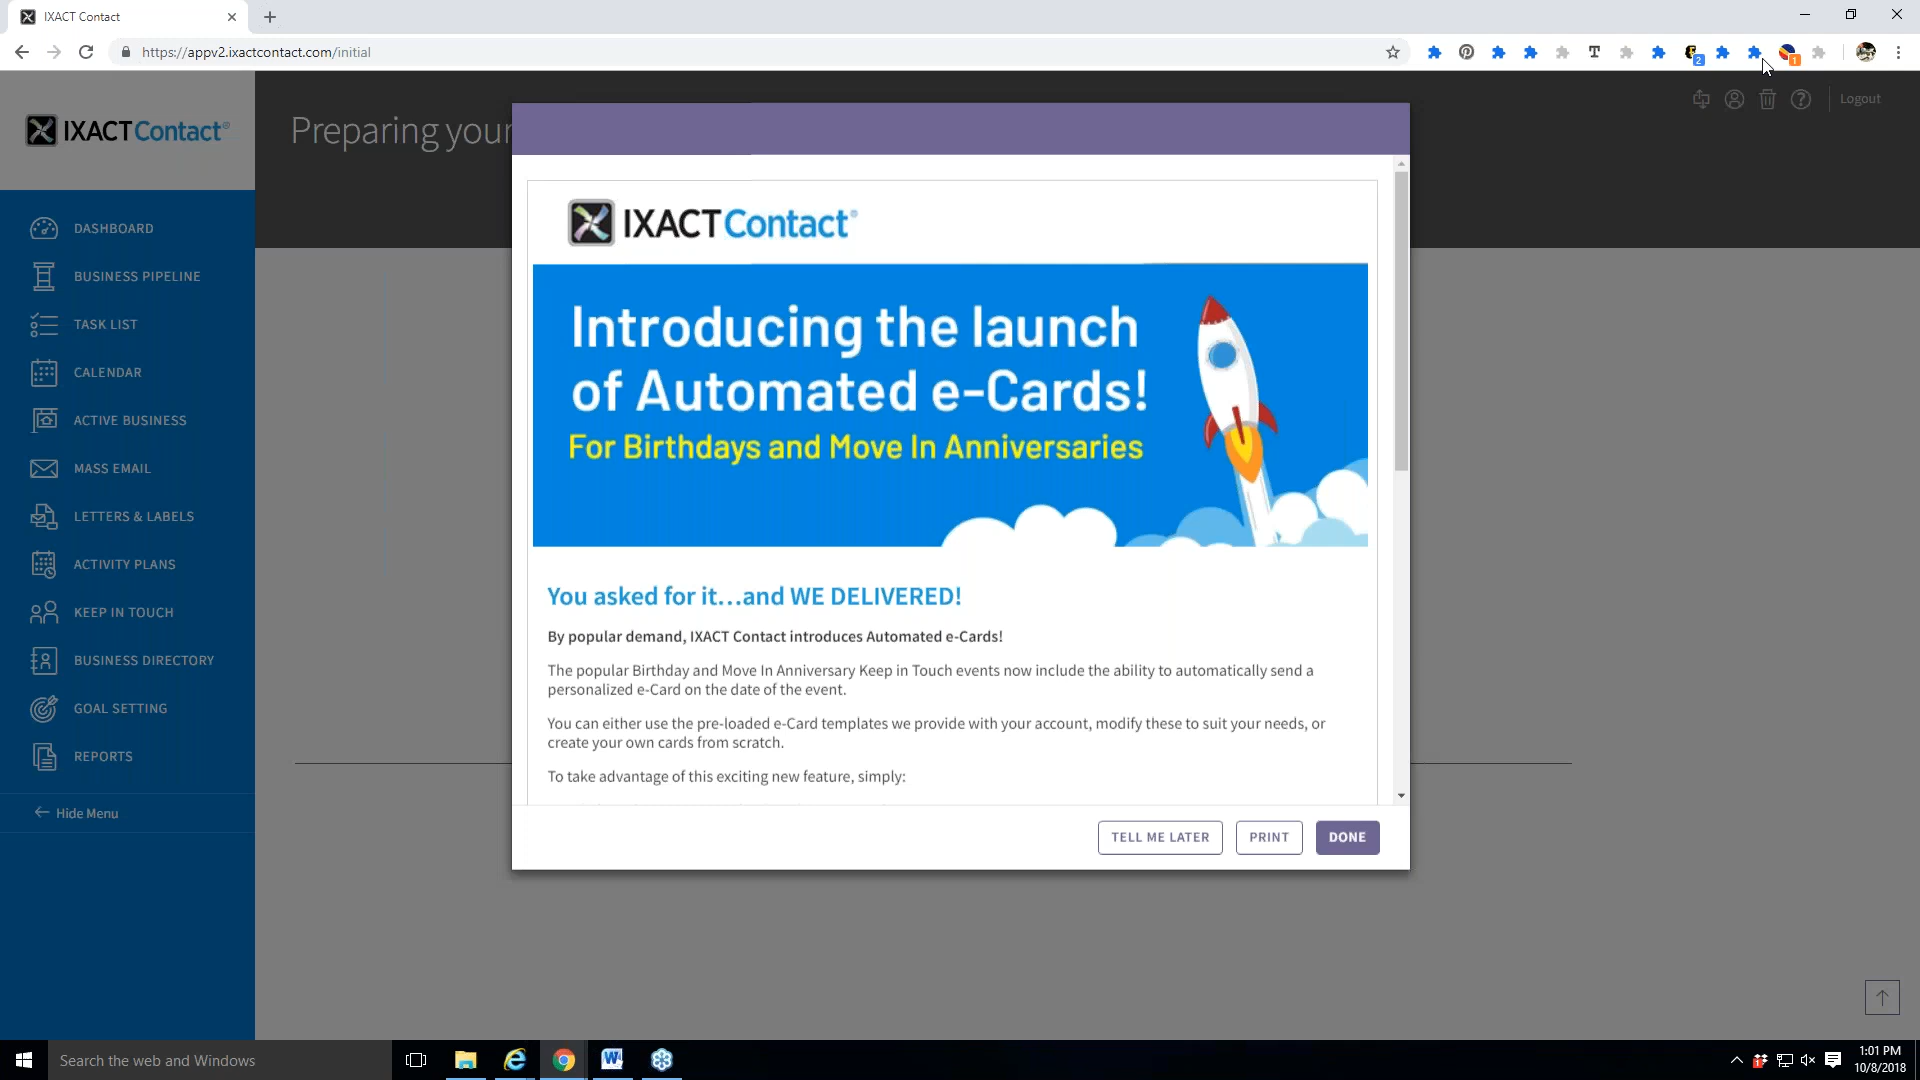 IXACT Contact
https://appv2.ixactcontact.com/initial
2
1
IXACTContact®
Preparing your
Logout
DASHBOARD
BUSINESS PIPELINE
TASK LIST
CALENDAR
ACTIVE BUSINESS
MASS EMAIL
LETTERS & LABELS
ACTIVITY PLANS
KEEP IN TOUCH
BUSINESS DIRECTORY
GOAL SETTING
REPORTS
Hide Menu
IXACTContact®
Introducing the launch
of Automated e-Cards!
For Birthdays and Move In Anniversaries
You asked for it...and WE DELIVERED!
By popular demand, IXACT Contact introduces Automated e-Cards!
The popular Birthday and Move In Anniversary Keep in Touch events now include the ability to automatically send a
personalized e-Card on the date of the event.
You can either use the pre-loaded e-Card templates we provide with your account, modify these to suit your needs, or
create your own cards from scratch.
To take advantage of this exciting new feature, simply:
TELL ME LATER
PRINT
DONE
Search the web and Windows
1:01 PM
10/8/2018